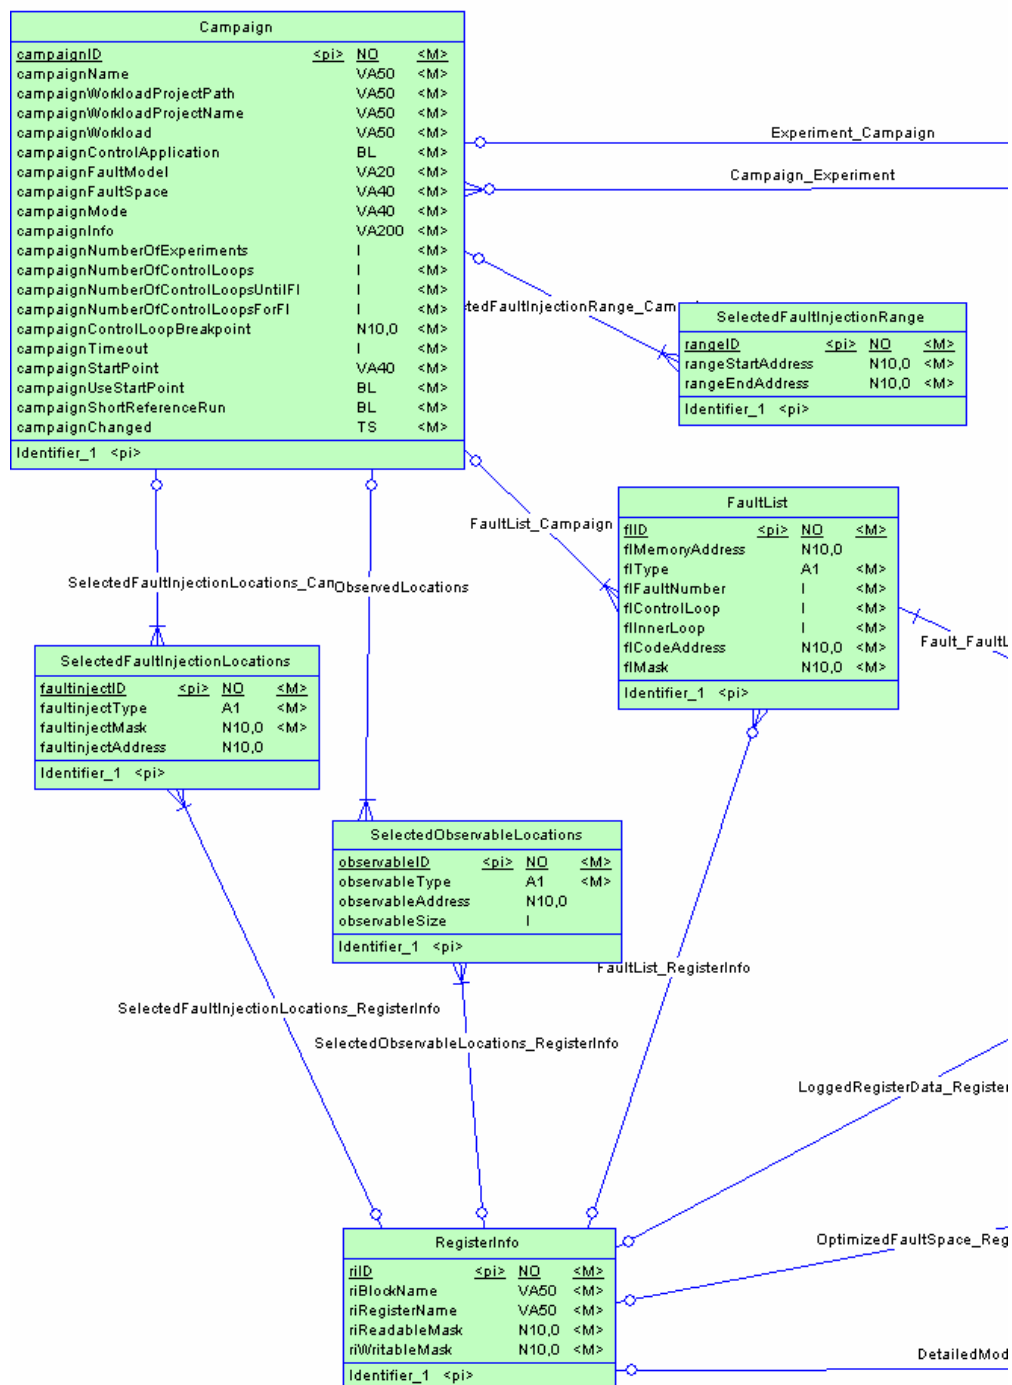 Campaign
campaignID <pi> NO <M>
campaignName VA50 <M>
campaignWorkloadProjectPath VA50 <M>
campaignWorkloadProjectName VA50 <M>
campaignWorkload VA50 <M>
campaignControlApplication BL <M>
campaignFaultModel VA20 <M>
campaignFaultSpace VA40 <M>
campaignMode VA40 <M>
campaignInfo VA200 <M>
campaignNumberOfExperiments I <M>
campaignNumberOfControlLoops I <M>
campaignNumberOfControlLoopsUntilFI I <M>
campaignNumberOfControlLoopsForFI I <M>
campaignControlLoopBreakpoint N10,0 <M>
campaignTimeout I <M>
campaignStartPoint VA40 <M>
campaignUseStartPoint BL <M>
campaignShortReferenceRun BL <M>
campaignChanged TS <M>
Identifier_1 <pi>
Experiment_Campaign
Campaign_Experiment
tedFaultInjectionRange_Cam
SelectedFaultInjectionRange
rangeID <pi> NO <M>
rangeStartAddress N10,0 <M>
rangeEndAddress N10,0 <M>
Identifier_1 <pi>
FaultList_Campaign
FaultList
flID <pi> NO <M>
flMemoryAddress N10,0
flType A1 <M>
flFaultNumber I <M>
flControlLoop I <M>
flInnerLoop I <M>
flCodeAddress N10,0 <M>
flMask N10,0 <M>
Identifier_1 <pi>
Fault_FaultL
SelectedFaultInjectionLocations_Can
ObservedLocations
SelectedFaultInjectionLocations
faultinjectID <pi> NO <M>
faultinjectType A1 <M>
faultinjectMask N10,0 <M>
faultinjectAddress N10,0
Identifier_1 <pi>
SelectedObservableLocations
observableID <pi> NO <M>
observableType A1 <M>
observableAddress N10,0
observableSize I
Identifier_1 <pi>
FaultList_RegisterInfo
SelectedFaultInjectionLocations_RegisterInfo
SelectedObservableLocations_RegisterInfo
LoggedRegisterData_Register
OptimizedFaultSpace_Reg
DetailedMod
RegisterInfo
riID <pi> NO <M>
riBlockName VA50 <M>
riRegisterName VA50 <M>
riReadableMask N10,0 <M>
riWritableMask N10,0 <M>
Identifier_1 <pi>